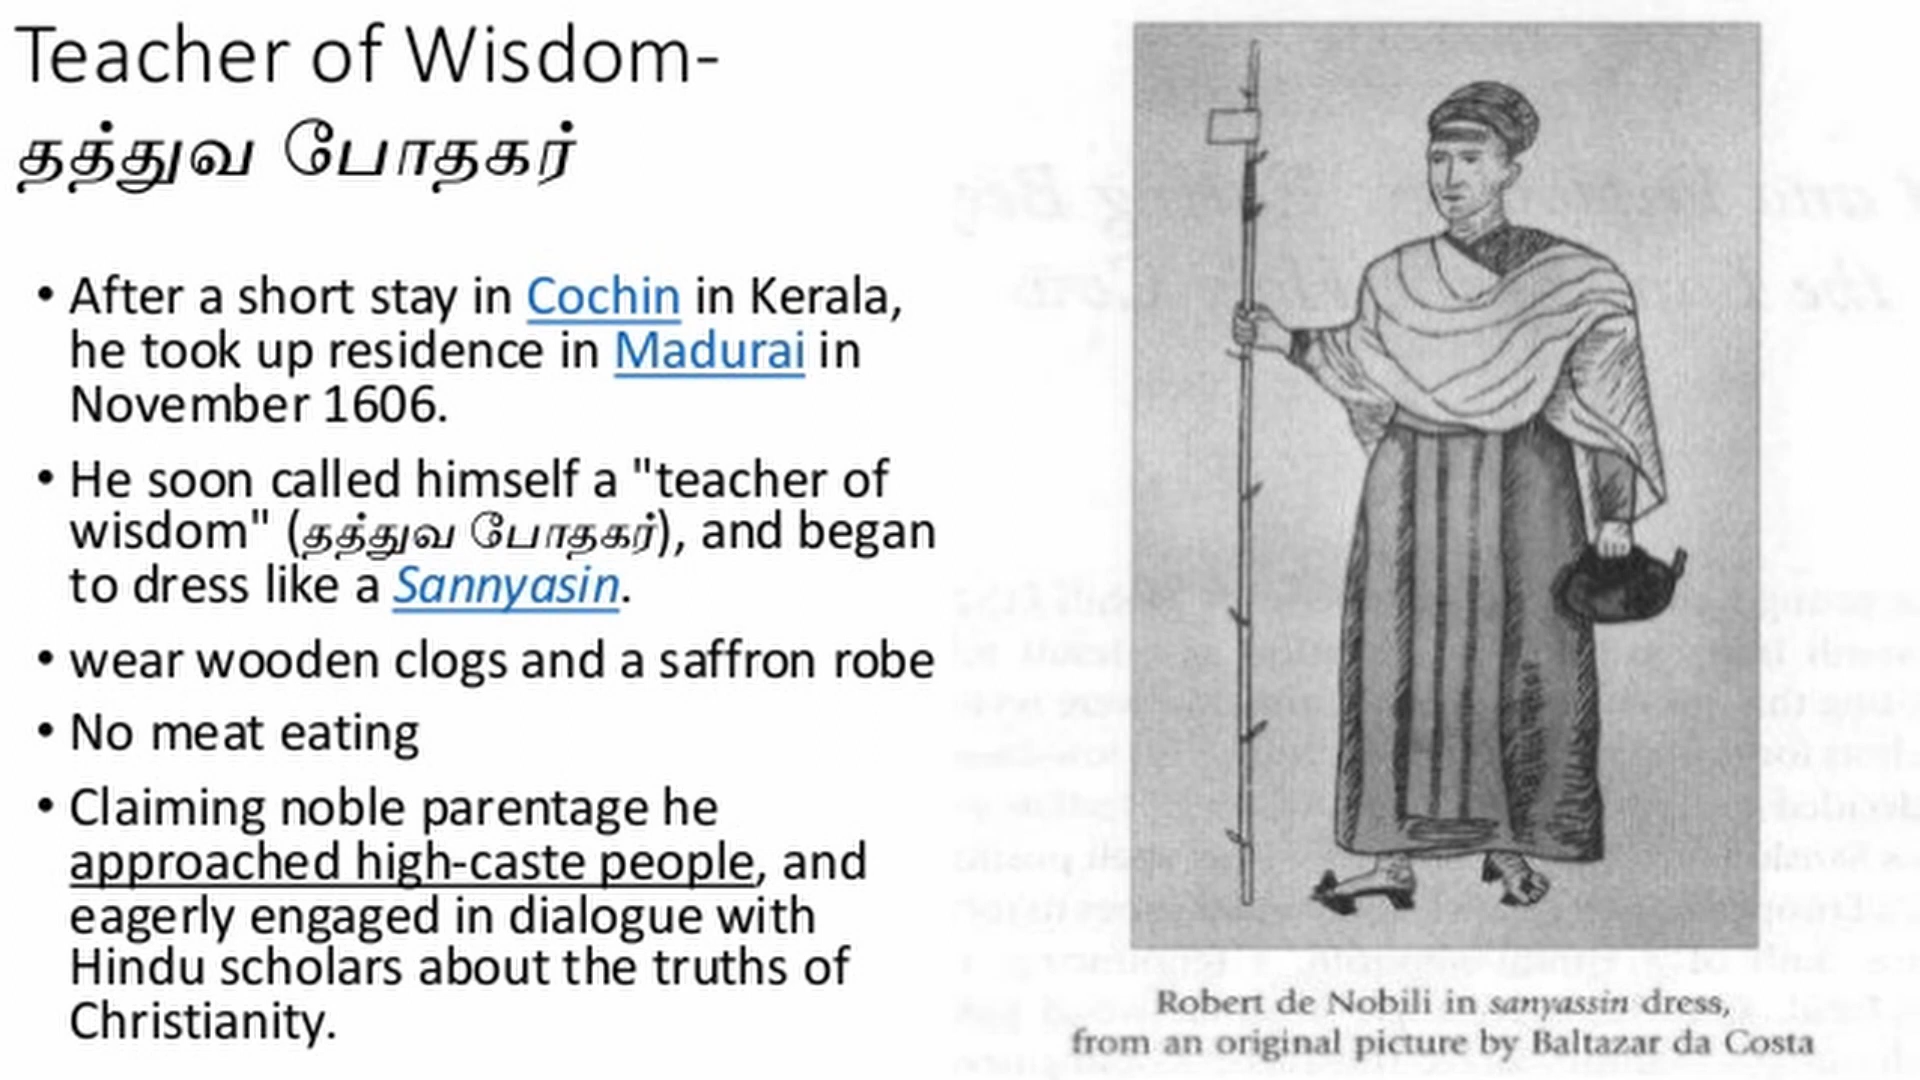 Teacher of Wisdom-
தத்துவ போதகர்
• After a short stay in Cochin in Kerala,
he took up residence in Madurai in
November 1606.
• He soon called himself a "teacher of
wisdom" (தத்துவ போதகர்), and began
to dress like a Sannyasin.
• wear wooden clogs and a saffron robe
• No meat eating
• Claiming noble parentage he
approached high-caste people, and
eagerly engaged in dialogue with
Hindu scholars about the truths of
Christianity.
Robert de Nobili in sanyassin dress,
from an original picture by Baltazar da Costa